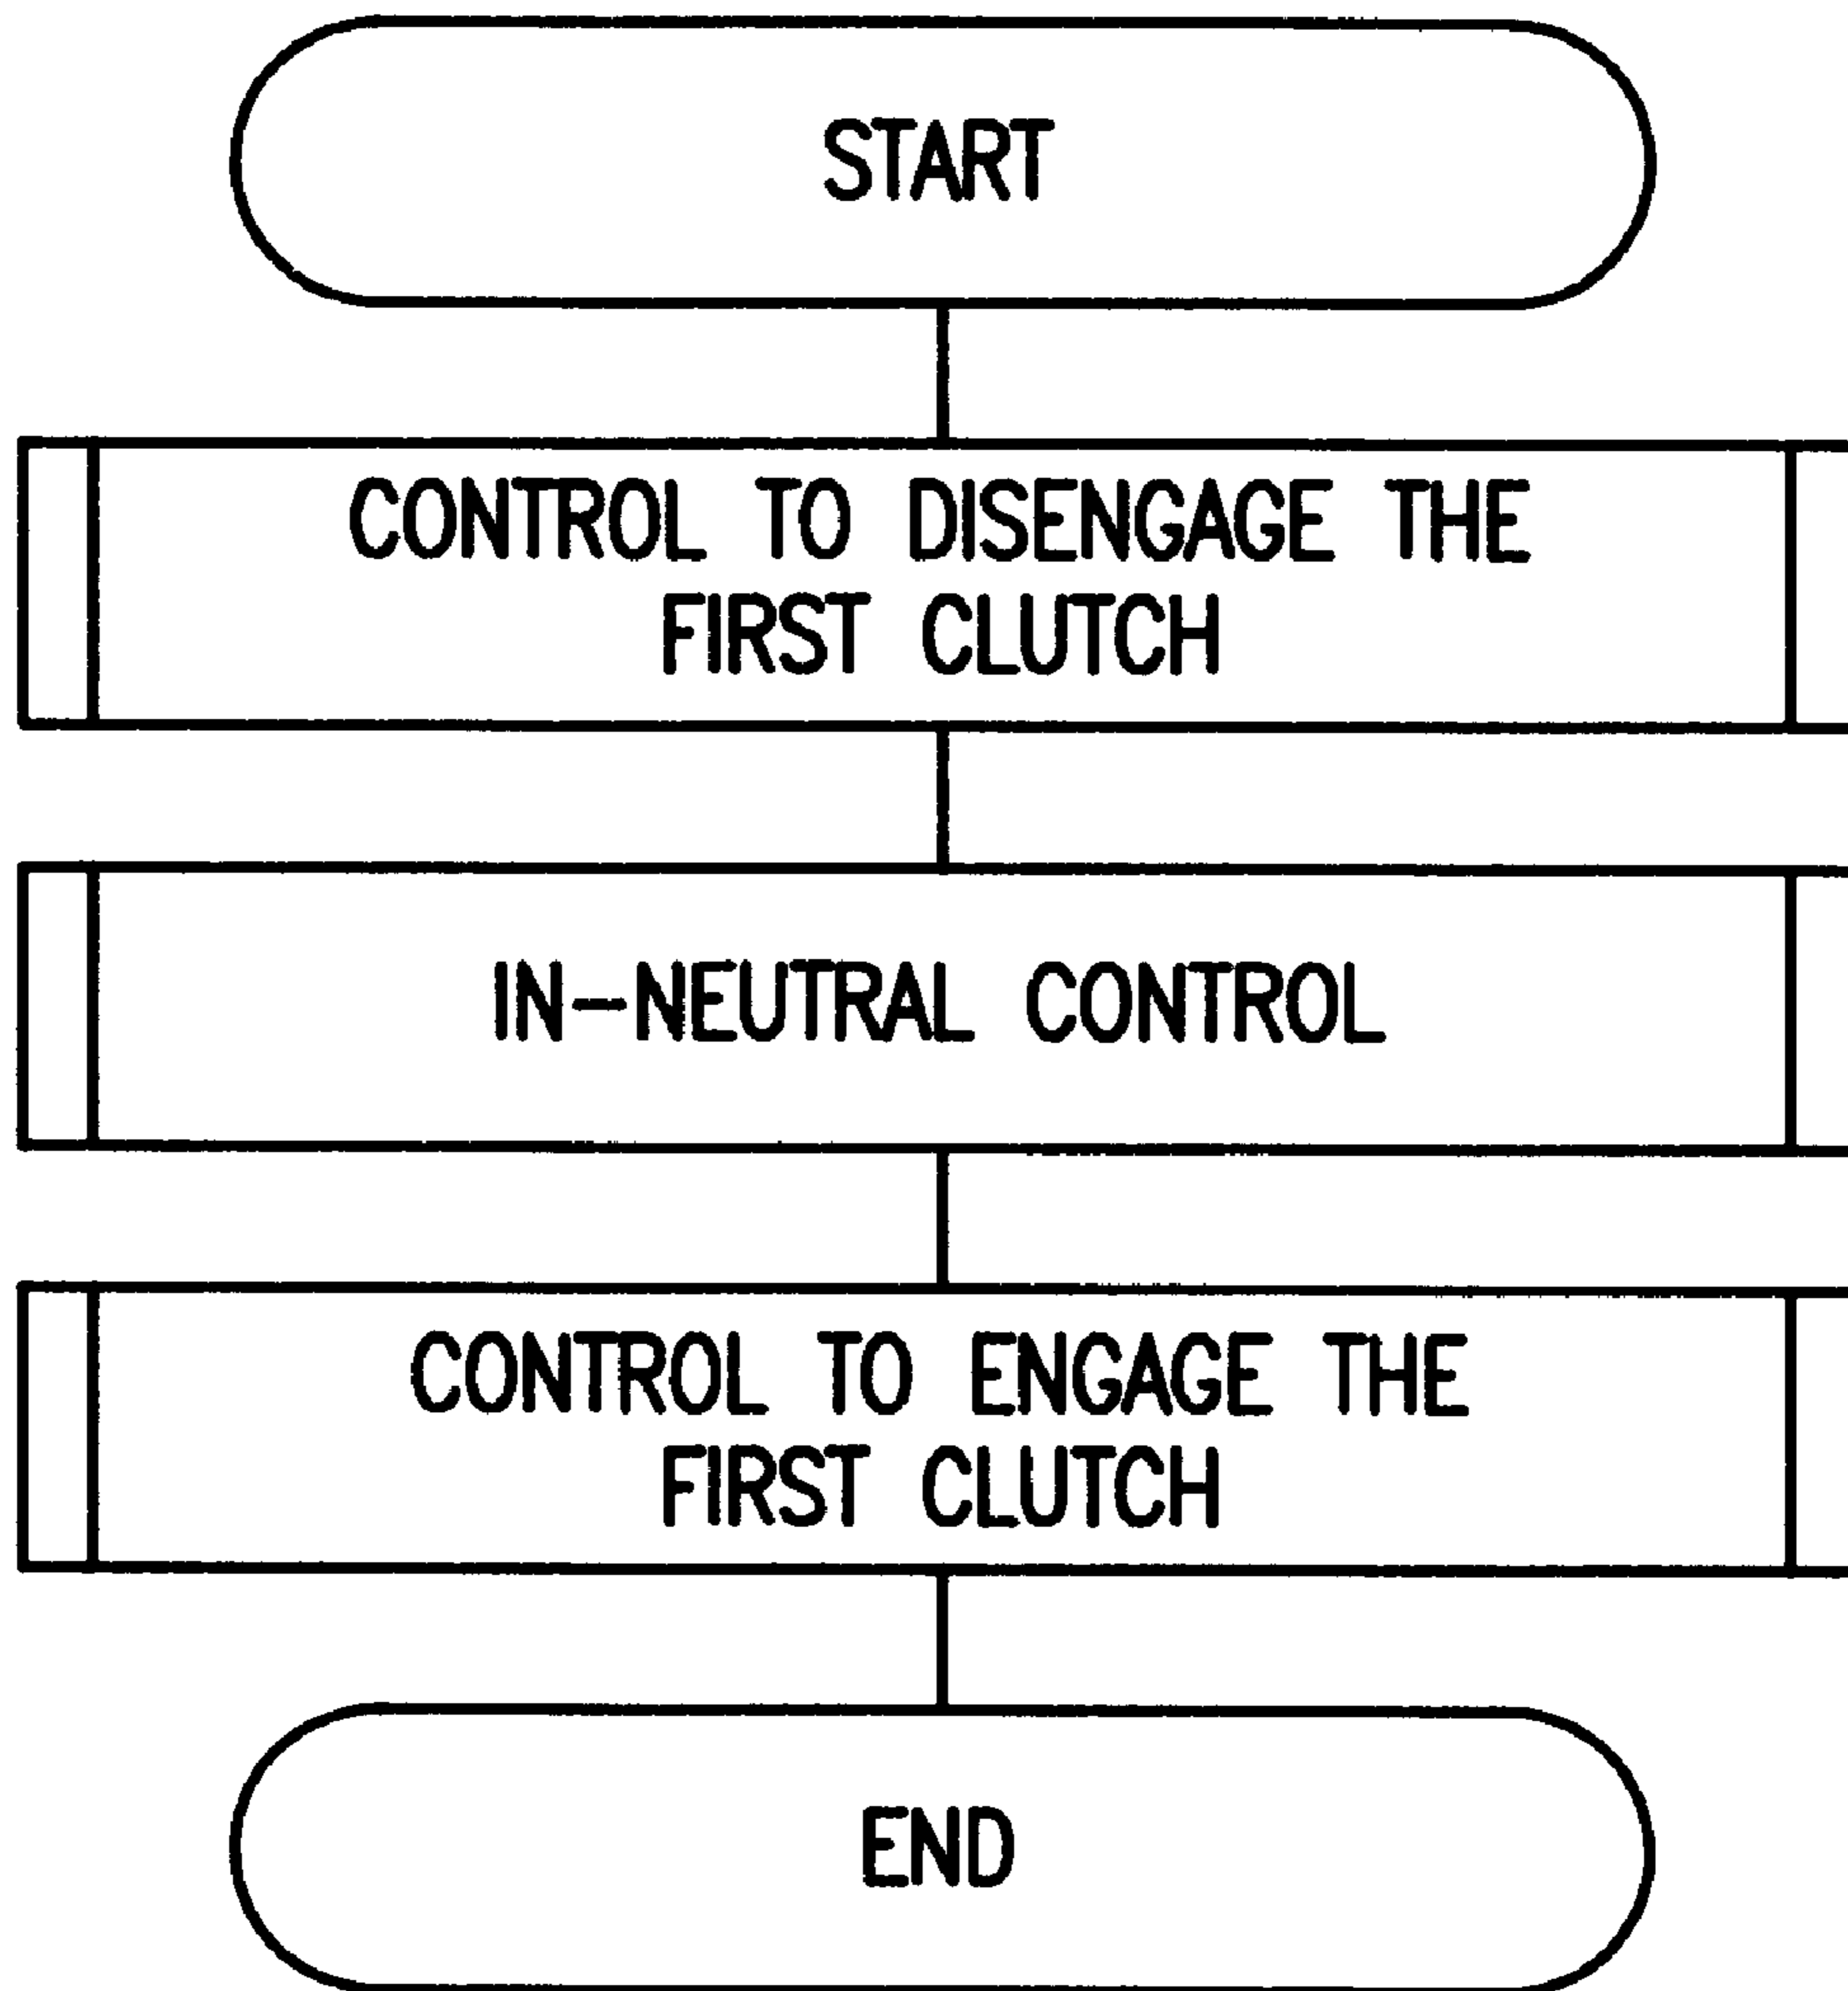 START
CONTROL TO DISENGAGE THE
FIRST CLUTCH
IN-NEUTRAL CONTROL
CONTROL TO ENGAGE THE
FIRST CLUTCH
END